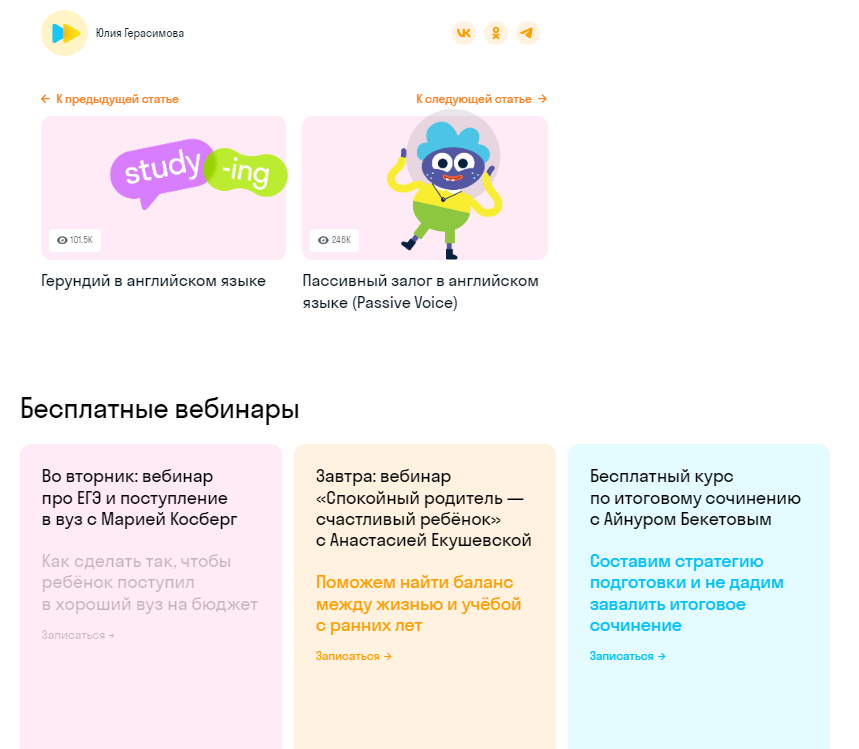 Юлия Герасимова
← К предыдущей статье
К следующей статье →
study -ing
101.5K
246K
Герундий в английском языке
Пассивный залог в английском
языке (Passive Voice)
Бесплатные вебинары
Во вторник: вебинар
про ЕГЭ и поступление
в вуз с Марией Косберг
Как сделать так, чтобы
ребёнок поступил
в хороший вуз на бюджет
Записаться →
Завтра: вебинар
«Спокойный родитель —
счастливый ребёнок»
с Анастасией Екушевской
Поможем найти баланс
между жизнью и учёбой
с ранних лет
Записаться →
Бесплатный курс
по итоговому сочинению
с Айнуром Бекетовым
Составим стратегию
подготовки и не дадим
завалить итоговое
сочинение
Записаться →